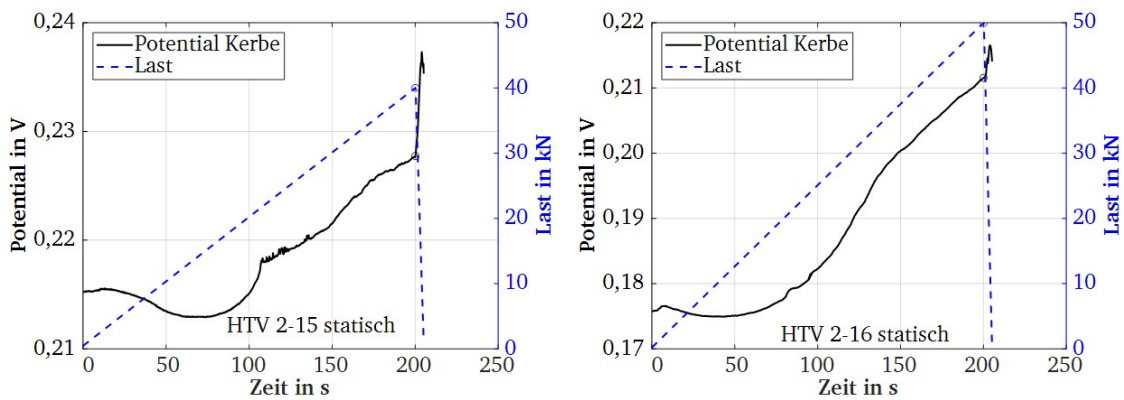 0,24
0,23
0,22
0,21
Potential in V
Potential Kerbe
Last
HTV 2-15 statisch
50
40
30
20
10
0
Last in kN
0 50 100 150 200 250
Zeit in s
0,22
0,21
0,20
0,19
0,18
0,17
Potential in V
Potential Kerbe
Last
HTV 2-16 statisch
50
40
30
20
10
0
Last in kN
0 50 100 150 200 250
Zeit in s